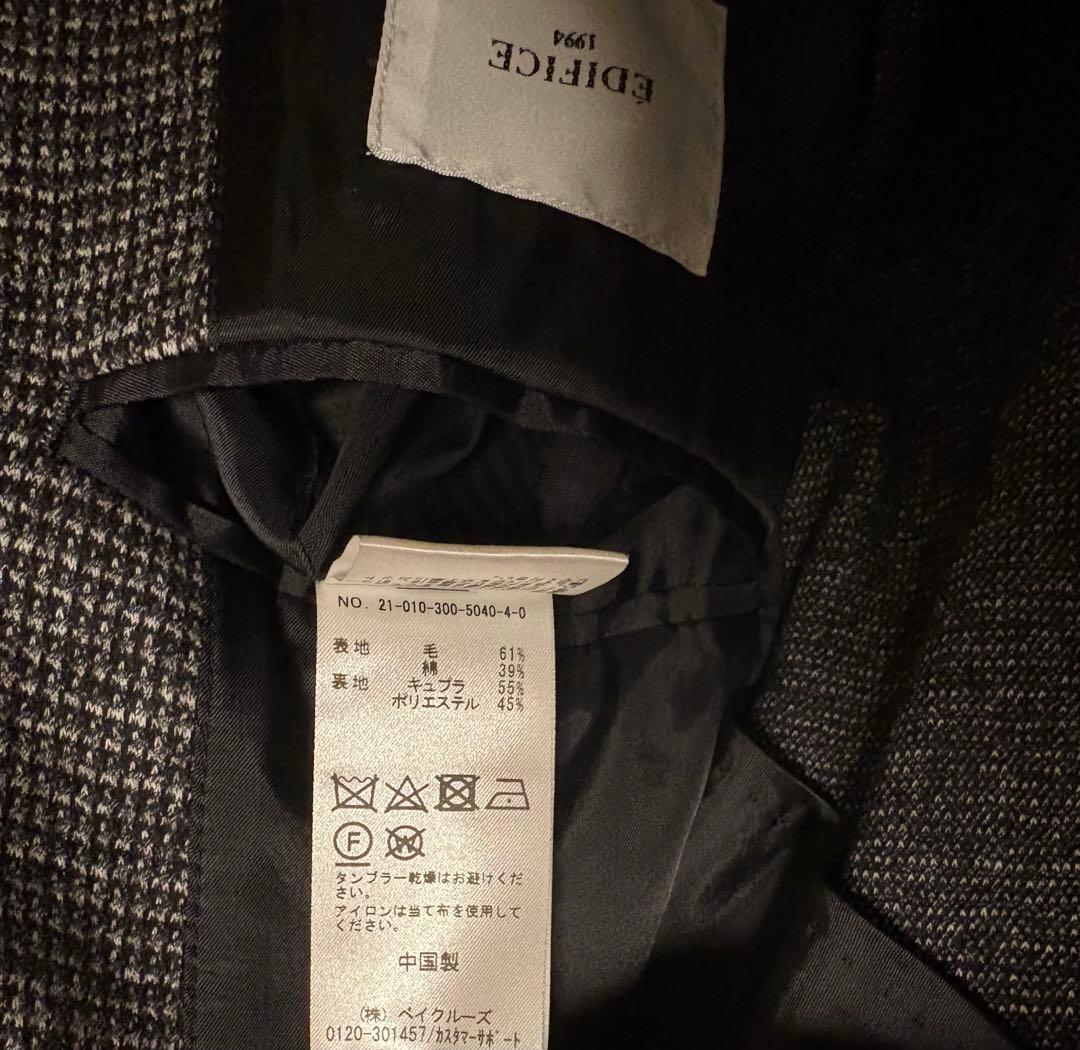 ÉDIFICE
1994
NO. 21-010-300-5040-4-0
表地 毛 61%
綿 39%
裏地 キュプラ 55%
ポリエステル 45%
F
W
タンブラー乾燥はお避けくだ
さい。
アイロンは当て布を使用して
ください。
中国製
(株) ベイクルーズ
0120-301457/カスタマーサポート